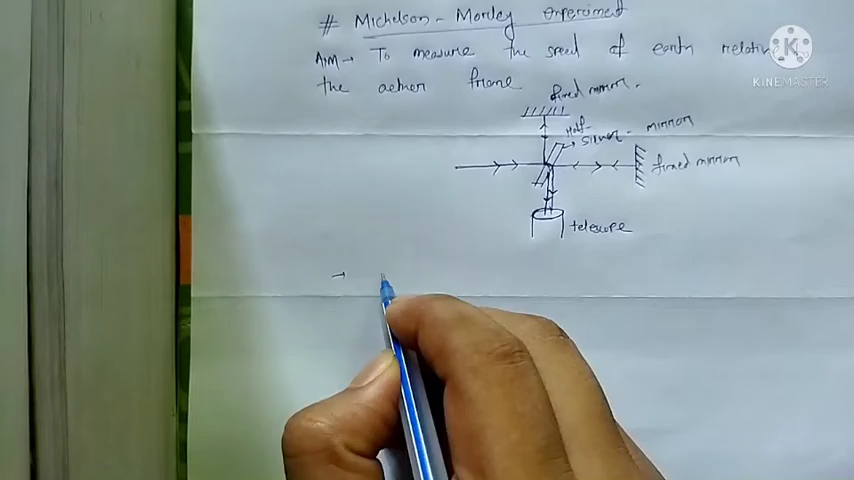 # Michelson - Morley experiment
AIM → To measure the speed of earth relative
the aether frame
fixed mirror.
Half-
silver - mirror
fixed mirror
telescope
→
K
KINEMASTER